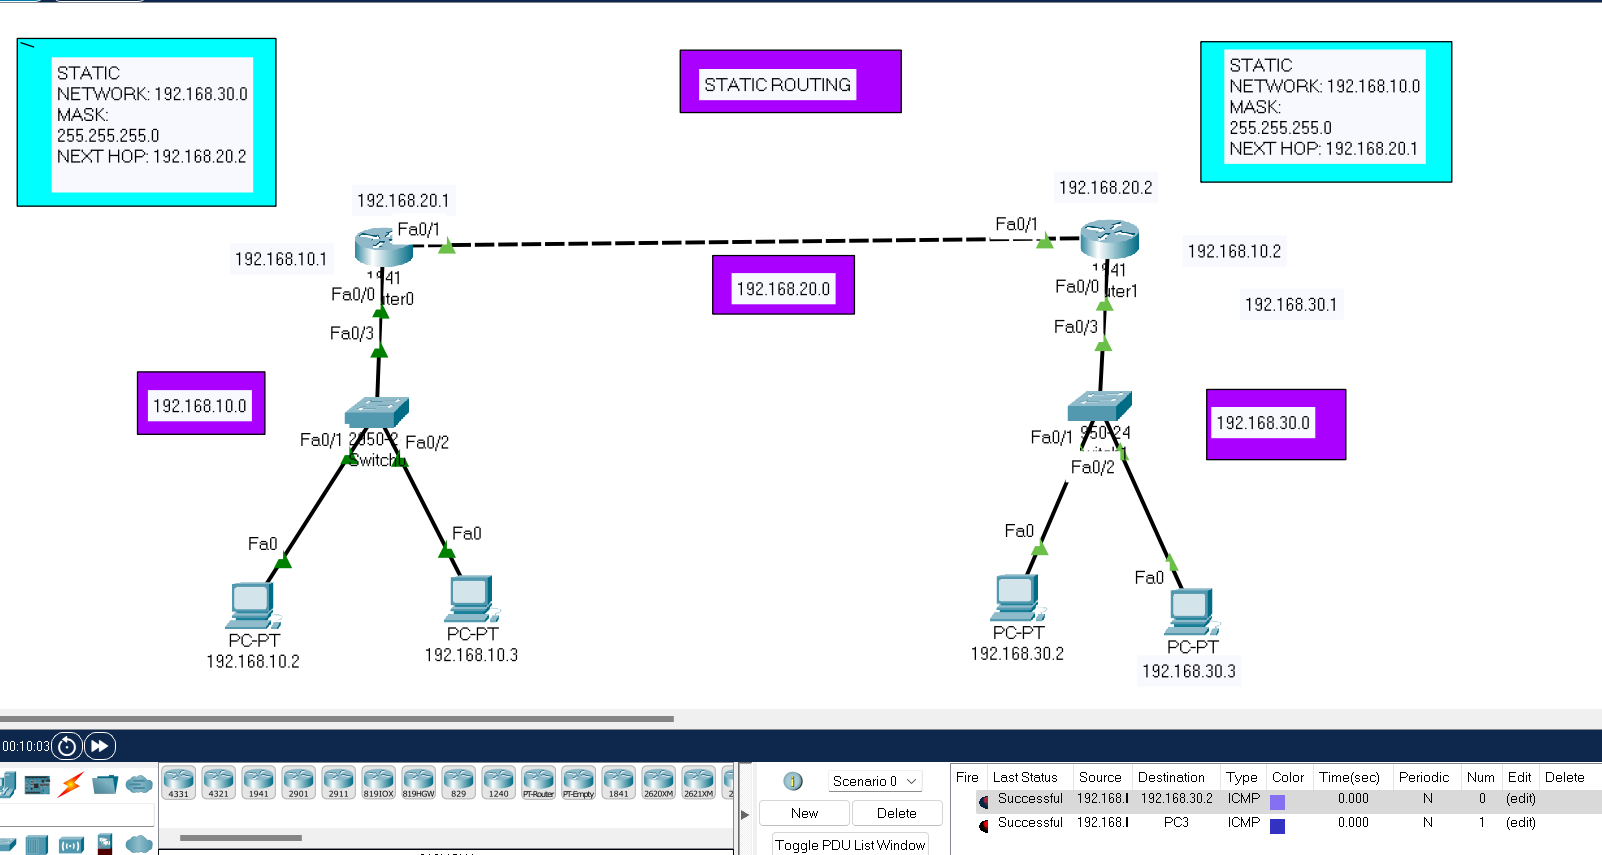 STATIC
NETWORK: 192.168.30.0
MASK:
255.255.255.0
NEXT HOP: 192.168.20.2
STATIC ROUTING
STATIC
NETWORK: 192.168.10.0
MASK:
255.255.255.0
NEXT HOP: 192.168.20.1
192.168.20.1
Fa0/1
192.168.10.1
Fa0/0
Fa0/3
192.168.20.2
Fa0/1
192.168.10.2
Fa0/0
192.168.30.1
Fa0/3
192.168.20.0
192.168.10.0
Fa0/1
Fa0/2
192.168.30.0
Fa0/1
Fa0/2
Fa0
Fa0
Fa0
Fa0
PC-PT
192.168.10.2
PC-PT
192.168.10.3
PC-PT
192.168.30.2
PC-PT
192.168.30.3
00:10:03
4331 4321 1941 2901 2911 819IOX 819HGW 829 1240 PT-Router PT-Empty 1841 2620XM 2621XM
Scenario 0
New Delete
Toggle PDU List Window
Fire Last Status Source Destination Type Color Time(sec) Periodic Num Edit Delete
Successful 192.168. 192.168.30.2 ICMP 0.000 N 0 (edit)
Successful 192.168. PC3 ICMP 0.000 N 1 (edit)